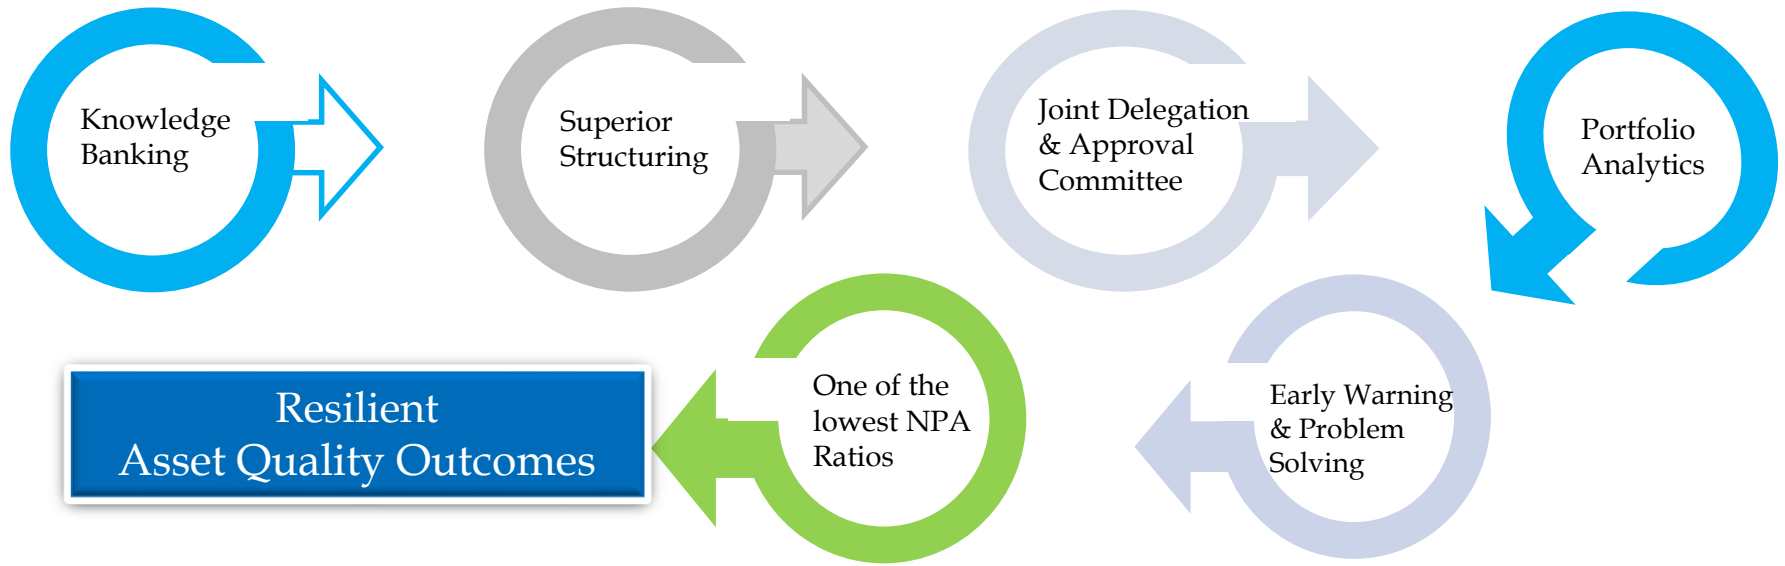 Knowledge
Banking
Superior
Structuring
Joint Delegation
& Approval
Committee
Portfolio
Analytics
Early Warning
& Problem
Solving
One of the
lowest NPA
Ratios
Resilient
Asset Quality Outcomes